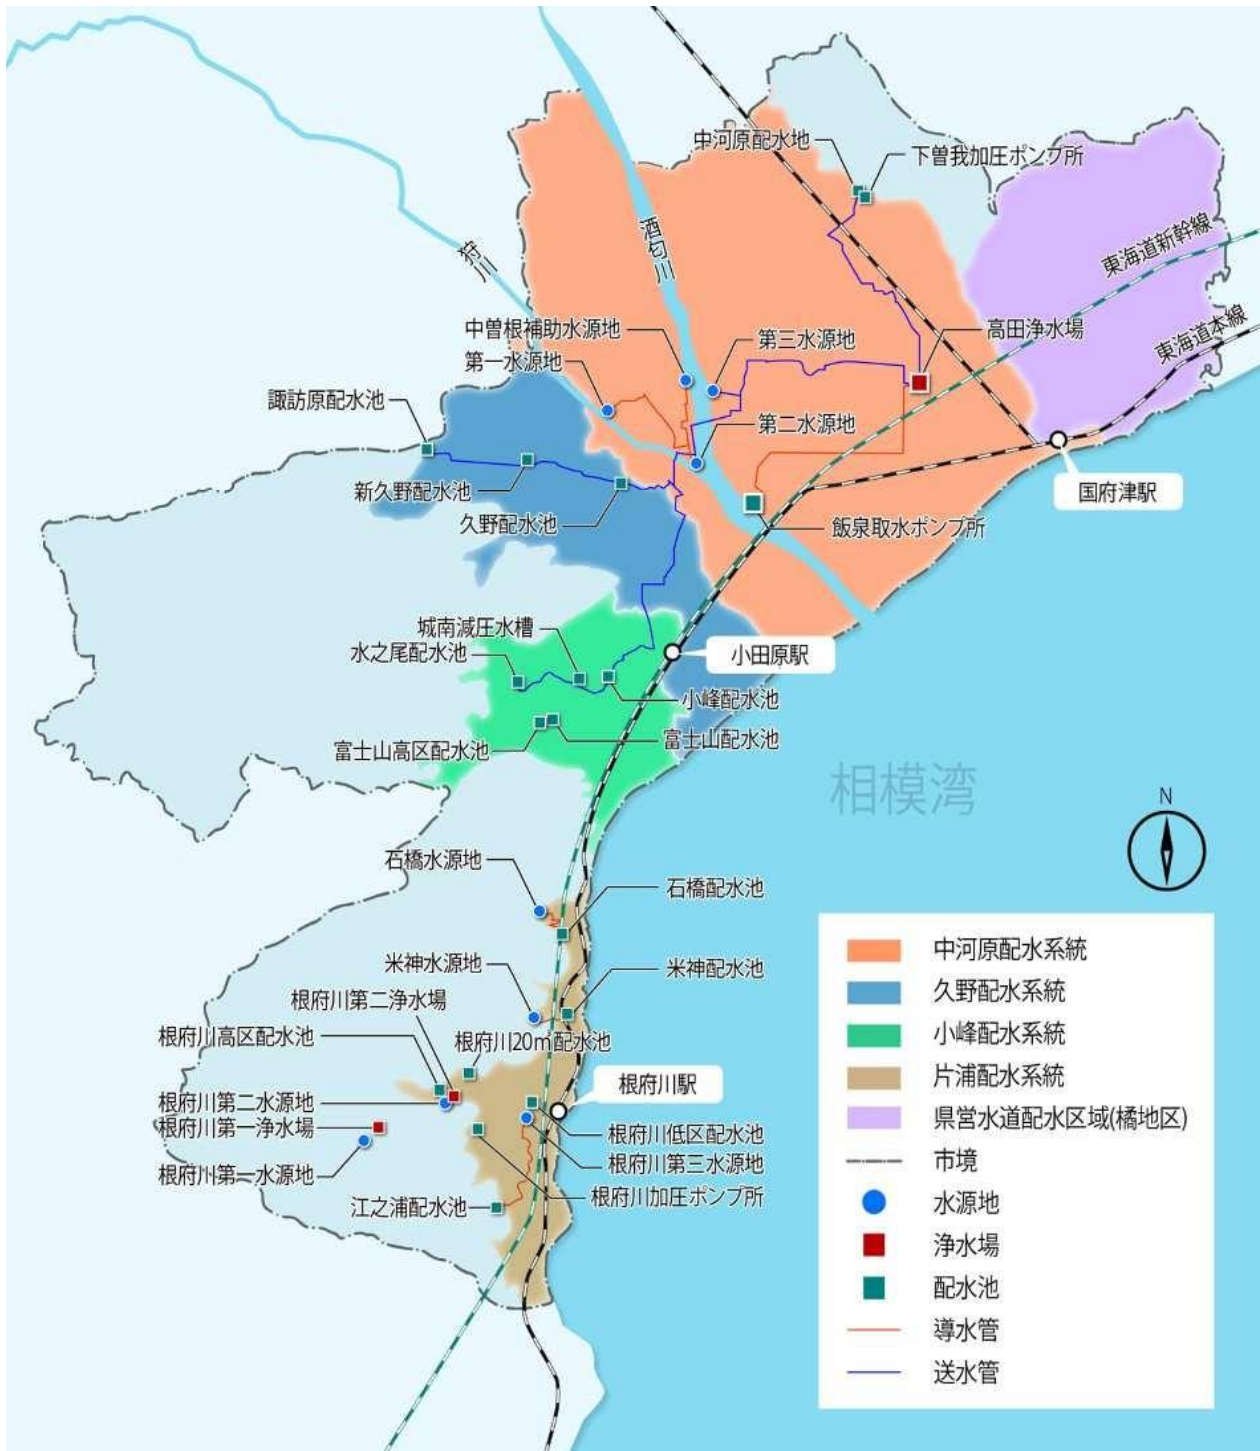 中河原配水地
下曽我加圧ポンプ所
酒匂川
狩川
東海道新幹線
東海道本線
中曽根補助水源地
第一水源地
第三水源地
高田浄水場
諏訪原配水池
第二水源地
新久野配水池
久野配水池
国府津駅
飯泉取水ポンプ所
城南減圧水槽
水之尾配水池
小田原駅
小峰配水池
富士山高区配水池
富士山配水池
相模湾
N
石橋水源地
石橋配水池
米神水源地
米神配水池
根府川第二浄水場
根府川高区配水池
根府川20㎥配水池
根府川駅
根府川第二水源地
根府川第一浄水場
根府川低区配水池
根府川第一水源地
根府川第三水源地
江之浦配水池
根府川加圧ポンプ所
中河原配水系統
久野配水系統
小峰配水系統
片浦配水系統
県営水道配水区域(橘地区)
市境
水源地
浄水場
配水池
導水管
送水管